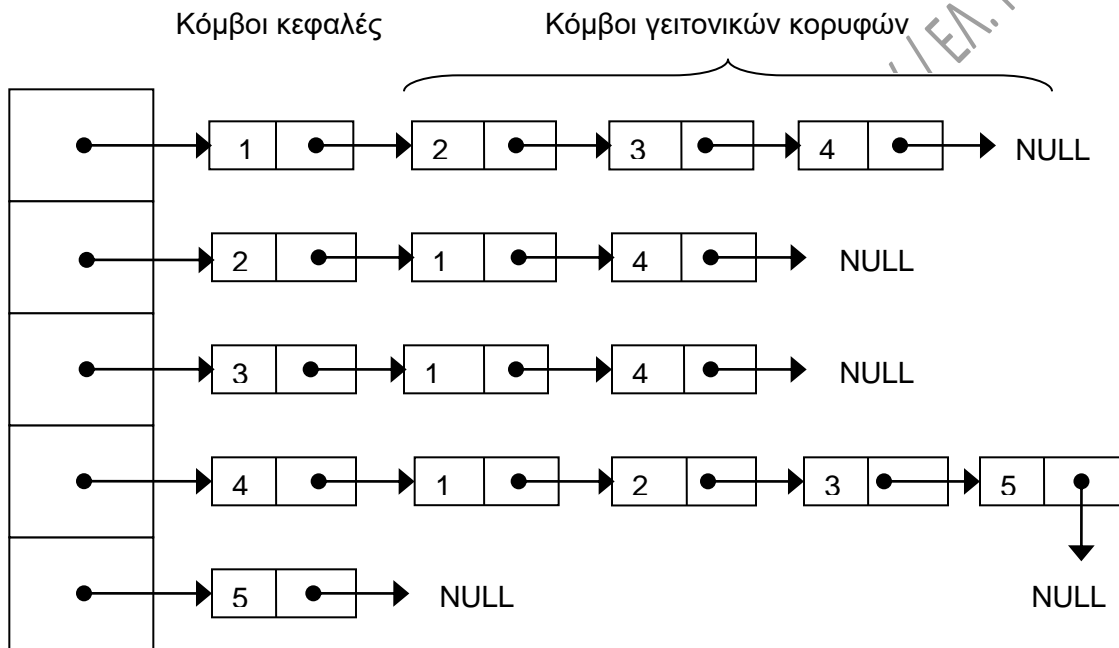 Κόμβοι κεφαλές Κόμβοι γειτονικών κορυφών
1 2 3 4 NULL
2 1 4 NULL
3 1 4 NULL
4 1 2 3 5 NULL
5 NULL